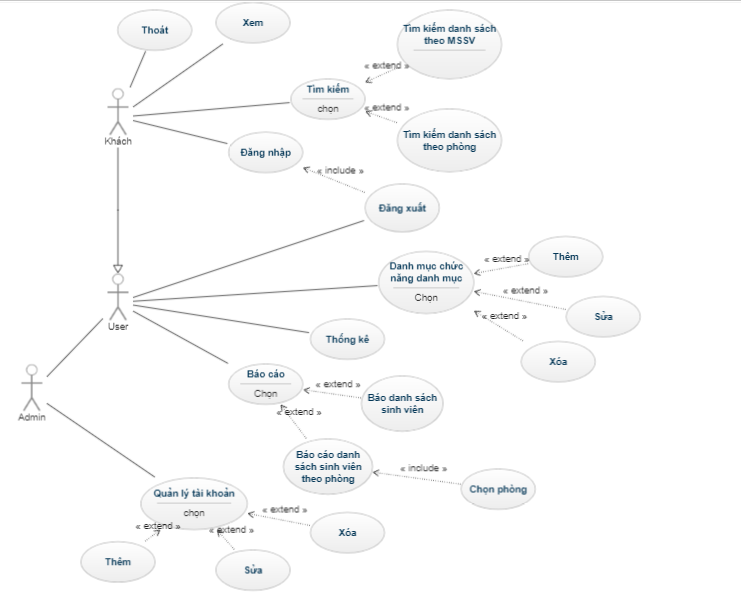 Thoát
Xem
Tìm kiếm danh sách
theo MSSV
« extend »
Tìm kiếm
chọn
« extend »
Tìm kiếm danh sách
theo phòng
Khách
Đăng nhập
« include »
Đăng xuất
Danh mục chức
năng danh mục
Chọn
« extend »
Thêm
« extend »
Sửa
« extend »
Xóa
User
Thống kê
Báo cáo
Chọn
« extend »
Báo danh sách
sinh viên
« extend »
Admin
Báo cáo danh
sách sinh viên
theo phòng
« include »
Chọn phòng
Quản lý tài khoản
chọn
« extend »
Xóa
« extend »
Thêm
« extend »
Sửa